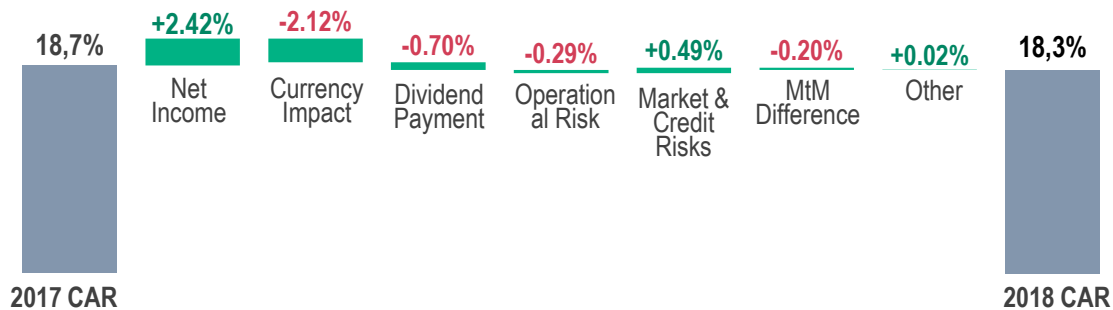 18,7%
2017 CAR
+2.42%
Net
Income
-2.12%
Currency
Impact
-0.70%
Dividend
Payment
-0.29%
Operation
al Risk
+0.49%
Market &
Credit
Risks
-0.20%
MtM
Difference
+0.02%
Other
18,3%
2018 CAR